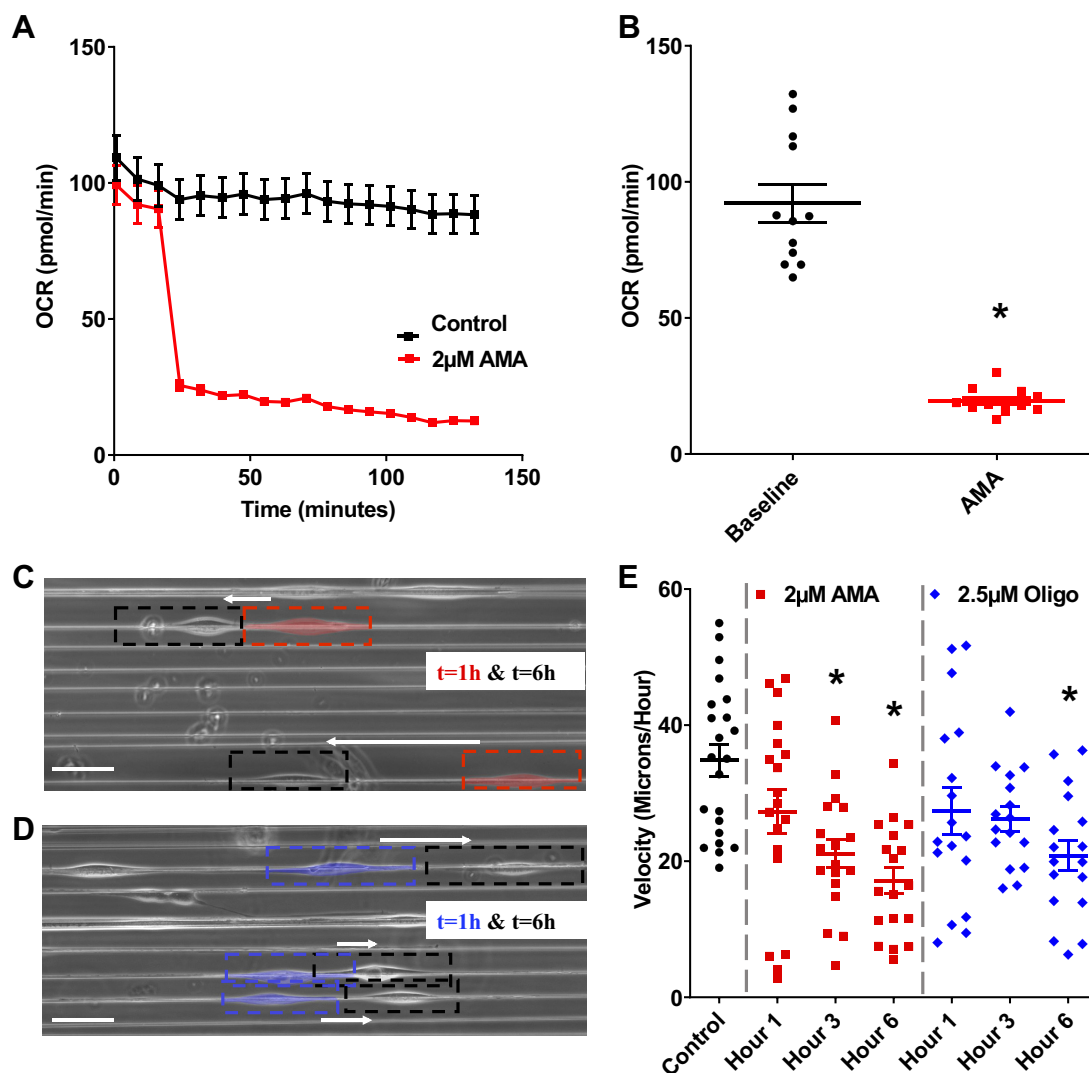 A
150
100
50
0
OCR (pmol/min)
0
50
100
150
Time (minutes)
Control
2µM AMA
B
150
100
50
0
OCR (pmol/min)
*
Baseline
AMA
C
t=1h & t=6h
D
t=1h & t=6h
E
60
40
20
0
Velocity (Microns/Hour)
2µM AMA
2.5µM Oligo
*
*
*
Control
Hour 1
Hour 3
Hour 6
Hour 1
Hour 3
Hour 6